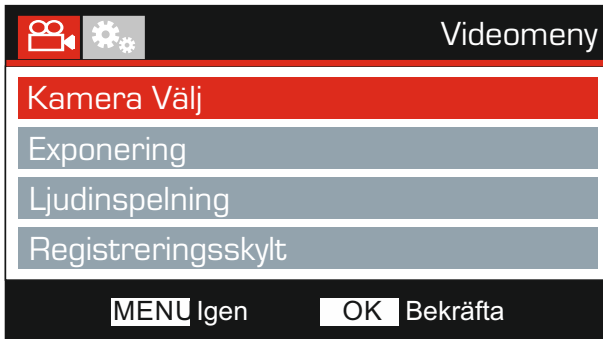 Videomeny
Kamera Välj
Exponering
Ljudinspelning
Registreringsskylt
MENU Igen OK Bekräfta